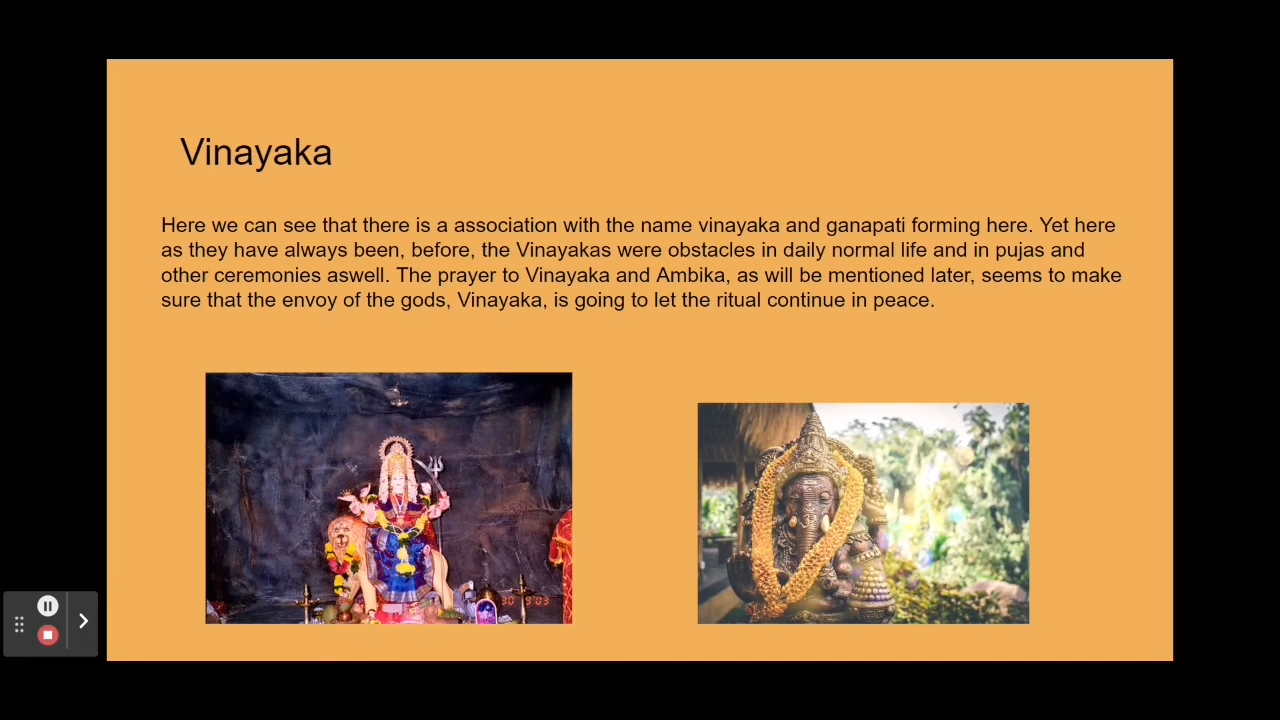 Vinayaka
Here we can see that there is a association with the name vinayaka and ganapati forming here. Yet here
as they have always been, before, the Vinayakas were obstacles in daily normal life and in pujas and
other ceremonies aswell. The prayer to Vinayaka and Ambika, as will be mentioned later, seems to make
sure that the envoy of the gods, Vinayaka, is going to let the ritual continue in peace.
30 9'03